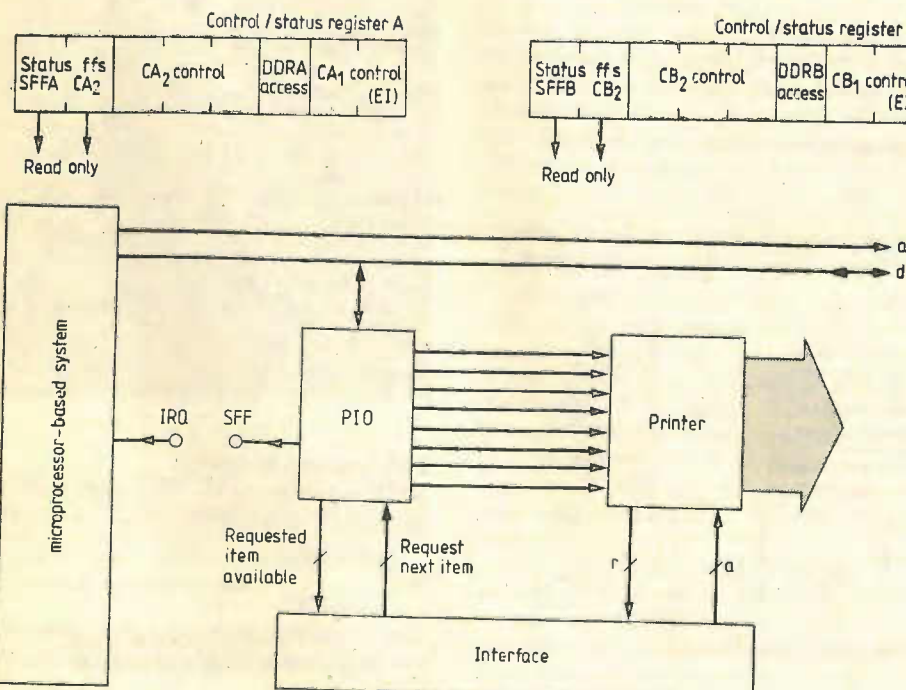 Control/status register A
Status ffs
SFFA CA2
CA2 control
DDRA
access
CA1 control
(EI)
Read only
Control/status register
Status ffs
SFFB CB2
CB2 control
DDRB
access
CB1 contro
(E
Read only
a
d
microprocessor-based system
IRQ
SFF
PIO
Printer
Requested
item
available
Request
next item
r
a
Interface